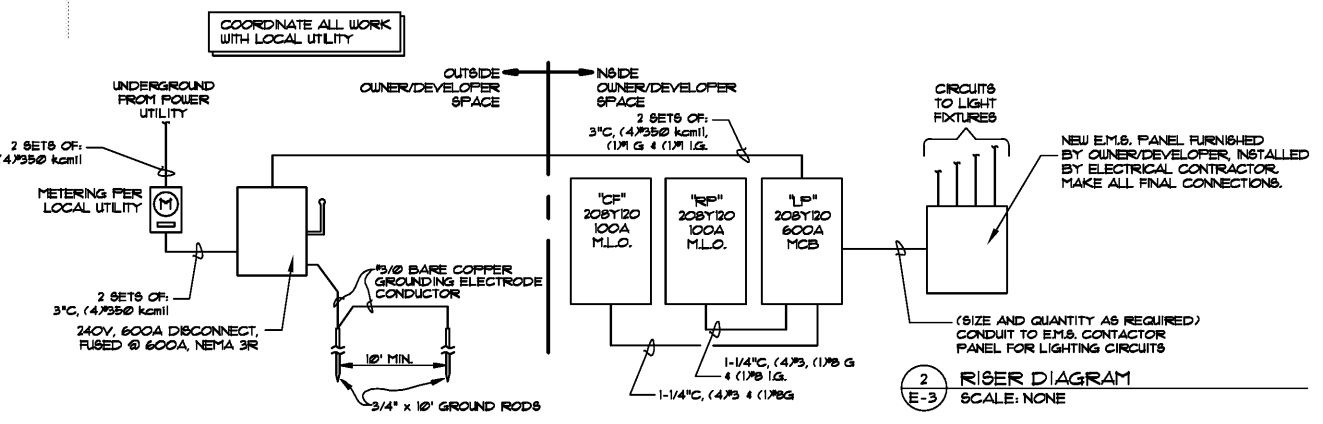 COORDINATE ALL WORK
WITH LOCAL UTILITY
UNDERGROUND
FROM POWER
UTILITY
2 SETS OF:
(4)#350 kcmil
METERING PER
LOCAL UTILITY
M
2 SETS OF:
3"C, (4)#350 kcmil
240V, 600A DISCONNECT,
FUSED @ 600A, NEMA 3R
#3/0 BARE COPPER
GROUNDING ELECTRODE
CONDUCTOR
10' MIN.
3/4" x 10' GROUND RODS
OUTSIDE
OWNER/DEVELOPER
SPACE
INSIDE
OWNER/DEVELOPER
SPACE
2 SETS OF:
3"C, (4)#350 kcmil,
(1)#1 G & (1)#1 I.G.
"CF"
208Y120
100A
M.L.O.
"RP"
208Y120
100A
M.L.O.
"LP"
208Y120
600A
MCB
1-1/4"C, (4)#3, (1)#8 G
& (1)#8 I.G.
1-1/4"C, (4)#3 & (1)#8G
CIRCUITS
TO LIGHT
FIXTURES
NEW E.M.S. PANEL FURNISHED
BY OWNER/DEVELOPER, INSTALLED
BY ELECTRICAL CONTRACTOR.
MAKE ALL FINAL CONNECTIONS.
(SIZE AND QUANTITY AS REQUIRED)
CONDUIT TO E.M.S. CONTACTOR
PANEL FOR LIGHTING CIRCUITS
2
E-3
RISER DIAGRAM
SCALE: NONE